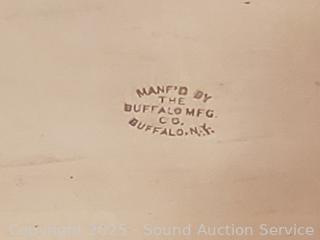 MANF'D BY
THE
BUFFALO MFG.
CO.
BUFFALO, N.Y.
Copyright 2025 - Sound Auction Service